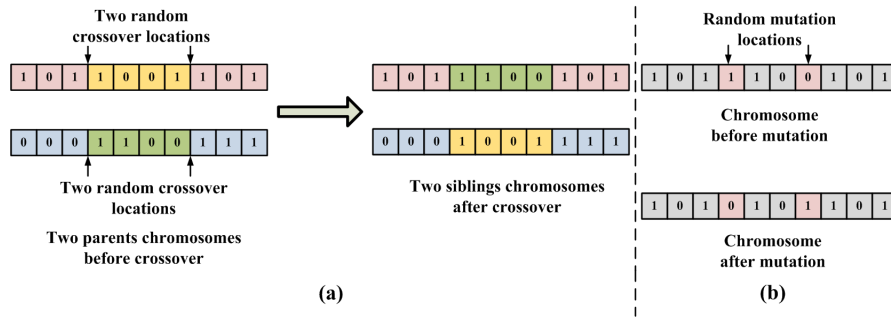 Two random
crossover locations
1 0 1 1 0 0 1 1 0 1
0 0 0 1 1 0 0 1 1 1
Two random crossover
locations
Two parents chromosomes
before crossover
1 0 1 1 1 0 0 1 0 1
0 0 0 1 0 0 1 1 1 1
Two siblings chromosomes
after crossover
(a)
Random mutation
locations
1 0 1 1 1 0 0 1 0 1
Chromosome
before mutation
1 0 1 0 1 0 1 1 0 1
Chromosome
after mutation
(b)